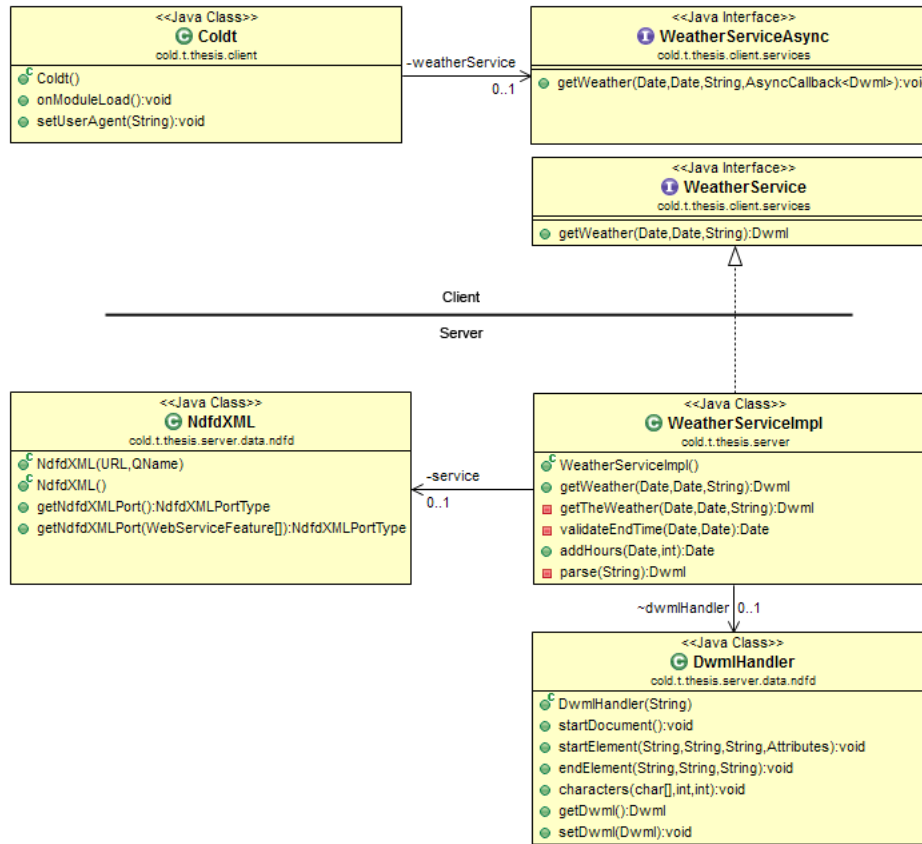 <<Java Class>>
Coldt
cold.t.thesis.client
Coldt()
onModuleLoad():void
setUserAgent(String):void
-weatherService
0..1
<<Java Interface>>
WeatherServiceAsync
cold.t.thesis.client.services
getWeather(Date,Date,String,AsyncCallback<Dwml>):voi
<<Java Interface>>
WeatherService
cold.t.thesis.client.services
getWeather(Date,Date,String):Dwml
Client
Server
<<Java Class>>
NdfdXML
cold.t.thesis.server.data.ndfd
NdfdXML(URL,QName)
NdfdXML()
getNdfdXMLPort():NdfdXMLPortType
getNdfdXMLPort(WebServiceFeature[]):NdfdXMLPortType
-service
0..1
<<Java Class>>
WeatherServiceImpl
cold.t.thesis.server
WeatherServiceImpl()
getWeather(Date,Date,String):Dwml
getTheWeather(Date,Date,String):Dwml
validateEndTime(Date,Date):Date
addHours(Date,int):Date
parse(String):Dwml
~dwmlHandler 0..1
<<Java Class>>
DwmlHandler
cold.t.thesis.server.data.ndfd
DwmlHandler(String)
startDocument():void
startElement(String,String,String,Attributes):void
endElement(String,String,String):void
characters(char[],int,int):void
getDwml():Dwml
setDwml(Dwml):void